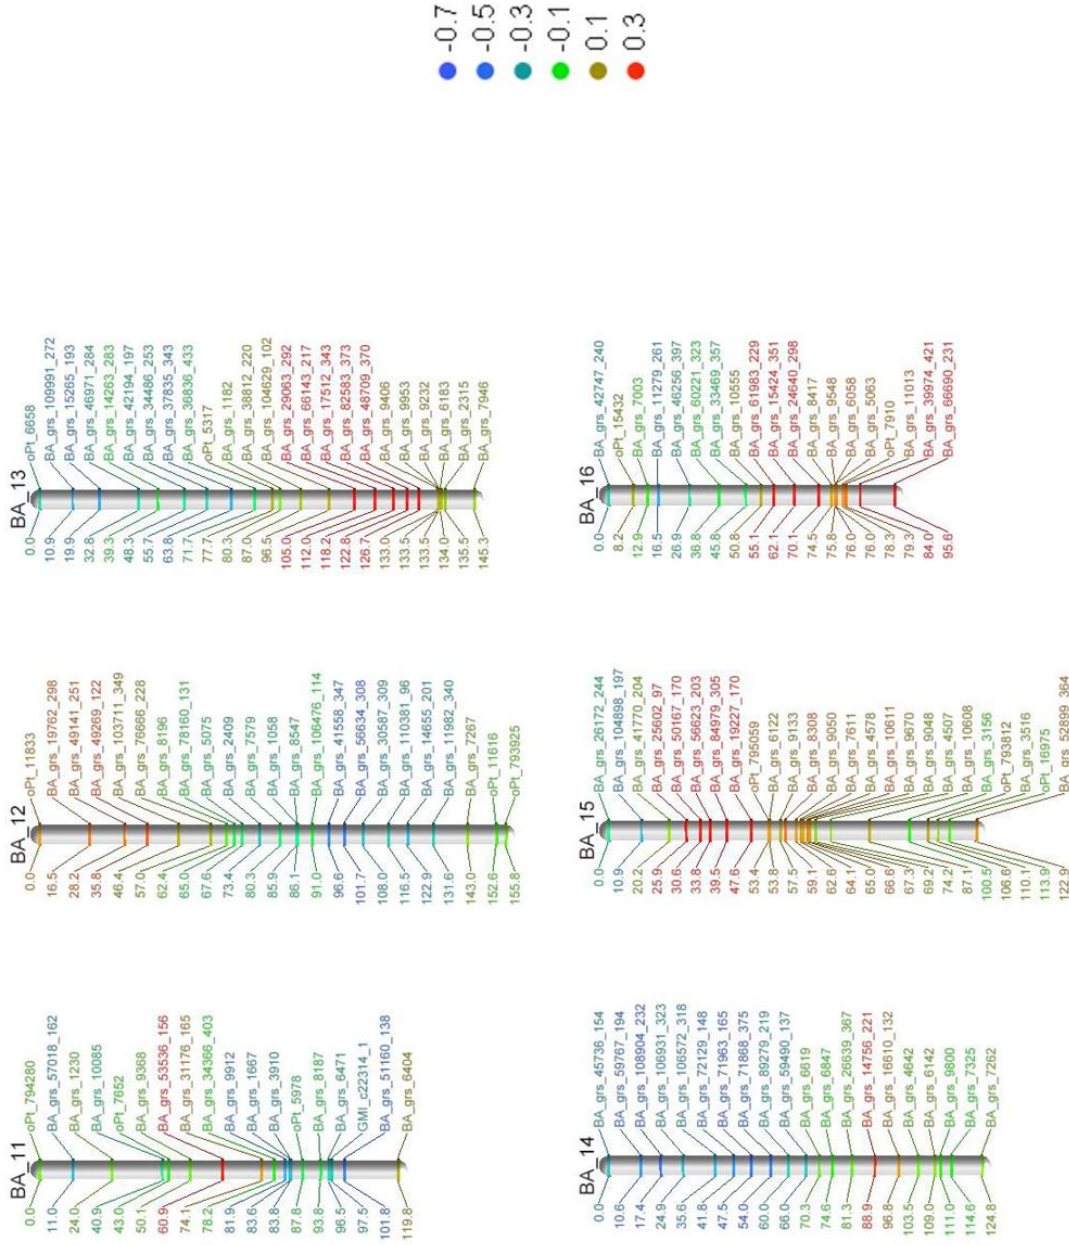 BA_11
0.0 oPt_794280
11.0 BA_grs_57018_162
24.0 BA_grs_1230
40.9 BA_grs_10085
43.0 oPt_7652
50.1 BA_grs_9368
60.9 BA_grs_53536_156
74.1 BA_grs_31176_165
78.2 BA_grs_34366_403
81.9 BA_grs_9912
83.6 BA_grs_1667
83.8 BA_grs_3910
87.8 oPt_5978
93.8 BA_grs_8187
96.5 BA_grs_6471
97.5 GMI_c22314_1
101.8 BA_grs_51160_138
119.8 BA_grs_6404
BA_12
0.0 oPt_11833
16.5 BA_grs_19762_298
28.2 BA_grs_49141_251
35.8 BA_grs_49269_122
46.4 BA_grs_103711_349
57.0 BA_grs_76666_228
62.4 BA_grs_8196
65.0 BA_grs_78160_131
67.6 BA_grs_5075
73.4 BA_grs_2409
80.3 BA_grs_7579
85.9 BA_grs_1058
86.1 BA_grs_8547
91.0 BA_grs_106476_114
96.6 BA_grs_41558_347
101.7 BA_grs_56634_308
108.0 BA_grs_30587_309
116.5 BA_grs_110381_96
122.9 BA_grs_14655_201
131.6 BA_grs_11982_340
143.0 BA_grs_7267
152.6 oPt_11616
155.8 oPt_793925
BA_13
0.0 oPt_6658
10.9 BA_grs_109991_272
19.9 BA_grs_15265_193
32.8 BA_grs_46971_284
39.3 BA_grs_14263_283
48.3 BA_grs_42194_197
55.7 BA_grs_34486_253
63.8 BA_grs_37835_343
71.7 BA_grs_36836_433
77.7 oPt_5317
80.3 BA_grs_1182
87.0 BA_grs_38812_220
96.5 BA_grs_104629_102
105.0 BA_grs_29063_292
112.0 BA_grs_66143_217
118.2 BA_grs_17512_343
122.8 BA_grs_82583_373
126.7 BA_grs_48709_370
133.0 BA_grs_9406
133.5 BA_grs_9953
133.5 BA_grs_9232
134.0 BA_grs_6183
135.5 BA_grs_2315
145.3 BA_grs_7946
-0.7
-0.5
-0.3
-0.1
0.1
0.3
BA_14
0.0 BA_grs_45736_154
10.6 BA_grs_59767_194
17.4 BA_grs_108904_232
24.9 BA_grs_106931_323
35.6 BA_grs_106572_318
41.8 BA_grs_72129_148
47.5 BA_grs_71963_165
54.0 BA_grs_71868_375
60.0 BA_grs_89279_219
66.0 BA_grs_59490_137
70.3 BA_grs_6619
74.6 BA_grs_6847
81.3 BA_grs_26639_367
88.9 BA_grs_14756_221
96.8 BA_grs_16610_132
103.5 BA_grs_4642
109.0 BA_grs_6142
111.0 BA_grs_9800
114.6 BA_grs_7325
124.8 BA_grs_7262
BA_15
0.0 BA_grs_26172_244
10.9 BA_grs_104898_197
20.2 BA_grs_41770_204
25.9 BA_grs_25602_97
30.6 BA_grs_50167_170
33.8 BA_grs_56623_203
39.5 BA_grs_84979_305
47.6 BA_grs_19227_170
53.4 oPt_795059
53.8 BA_grs_6122
57.5 BA_grs_9133
59.1 BA_grs_8308
62.6 BA_grs_9050
64.1 BA_grs_7611
65.0 BA_grs_4578
66.6 BA_grs_10611
67.3 BA_grs_9670
69.2 BA_grs_9048
74.2 BA_grs_4507
87.1 BA_grs_10608
100.5 BA_grs_3156
106.6 oPt_793812
110.1 BA_grs_3516
113.9 oPt_16975
122.9 BA_grs_52899_364
BA_16
0.0 BA_grs_42747_240
8.2 oPt_15432
12.9 BA_grs_7003
16.5 BA_grs_11279_261
26.9 BA_grs_46256_397
36.8 BA_grs_60221_323
45.8 BA_grs_33469_357
50.8 BA_grs_10555
55.1 BA_grs_61983_229
62.1 BA_grs_15424_351
70.1 BA_grs_24640_298
74.5 BA_grs_8417
75.8 BA_grs_9548
76.0 BA_grs_6058
76.0 BA_grs_5063
78.3 oPt_7910
79.3 BA_grs_11013
84.0 BA_grs_39974_421
95.6 BA_grs_66690_231